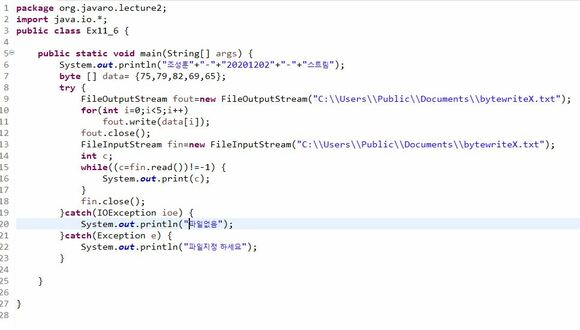 1 package org.javaro.lecture2;
2 import java.io.*;
3 public class Ex11_6 {
4
5 public static void main(String[] args) {
6 System.out.println("조성훈"+"-"+"20201202"+"-"+"스트림");
7 byte [] data= {75,79,82,69,65};
8 try {
9 FileOutputStream fout=new FileOutputStream("C:\\Users\\Public\\Documents\\bytewriteX.txt");
10 for(int i=0;i<5;i++)
11 fout.write(data[i]);
12 fout.close();
13 FileInputStream fin=new FileInputStream("C:\\Users\\Public\\Documents\\bytewriteX.txt");
14 int c;
15 while((c=fin.read())!=-1) {
16 System.out.print(c);
17 }
18 fin.close();
19 }catch(IOException ioe) {
20 System.out.println("파일없음");
21 }catch(Exception e) {
22 System.out.println("파일지정 하세요");
23 }
24
25 }
26
27 }
28